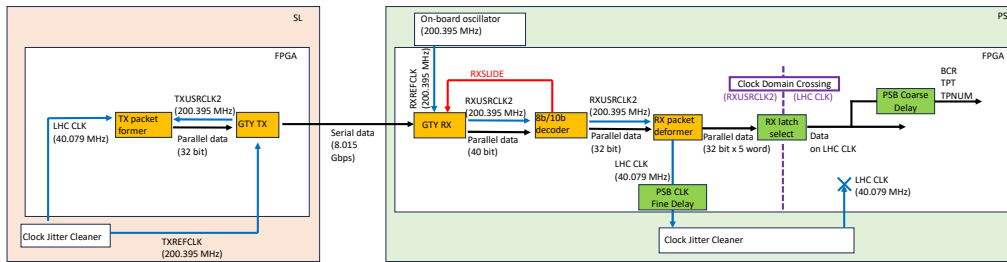 SL
FPGA
TX packet
former
TXUSRCLK2
(200.395 MHz)
GTY TX
Parallel data
(32 bit)
LHC CLK
(40.079 MHz)
Clock Jitter Cleaner
TXREFCLK
(200.395 MHz)
Serial data
(8.015
Gbps)
On-board oscillator
(200.395 MHz)
FPGA
RXREFCLK
(200.395 MHz)
RXSLIDE
GTY RX
RXUSRCLK2
(200.395 MHz)
Parallel data
(40 bit)
8b/10b
decoder
RXUSRCLK2
(200.395 MHz)
Parallel data
(32 bit)
RX packet
deformer
LHC CLK
(40.079 MHz)
PSB CLK
Fine Delay
Parallel data
(32 bit x 5 word)
Clock Domain Crossing
(RXUSRCLK2)
(LHC CLK)
RX latch
select
Data
on LHC CLK
PSB Coarse
Delay
BCR
TPT
TPNUM
LHC CLK
(40.079 MHz)
Clock Jitter Cleaner